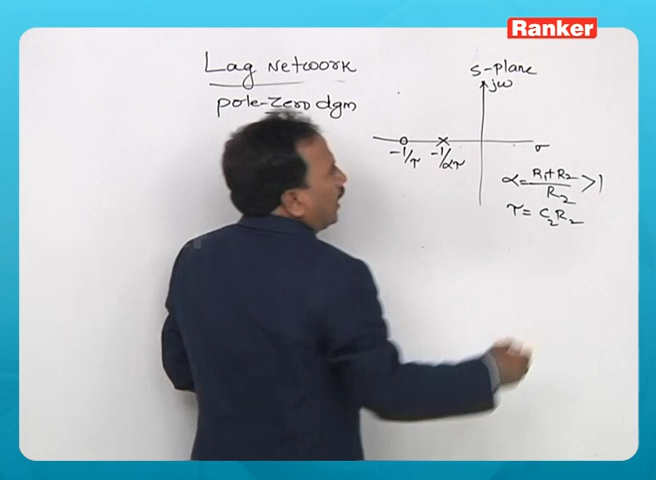 Ranker
Lag Network
pole-Zero dgm
s-plane
jω
σ
-1/τ
-1/ατ
α = R1+R2 / R2 > 1
τ = C2R2